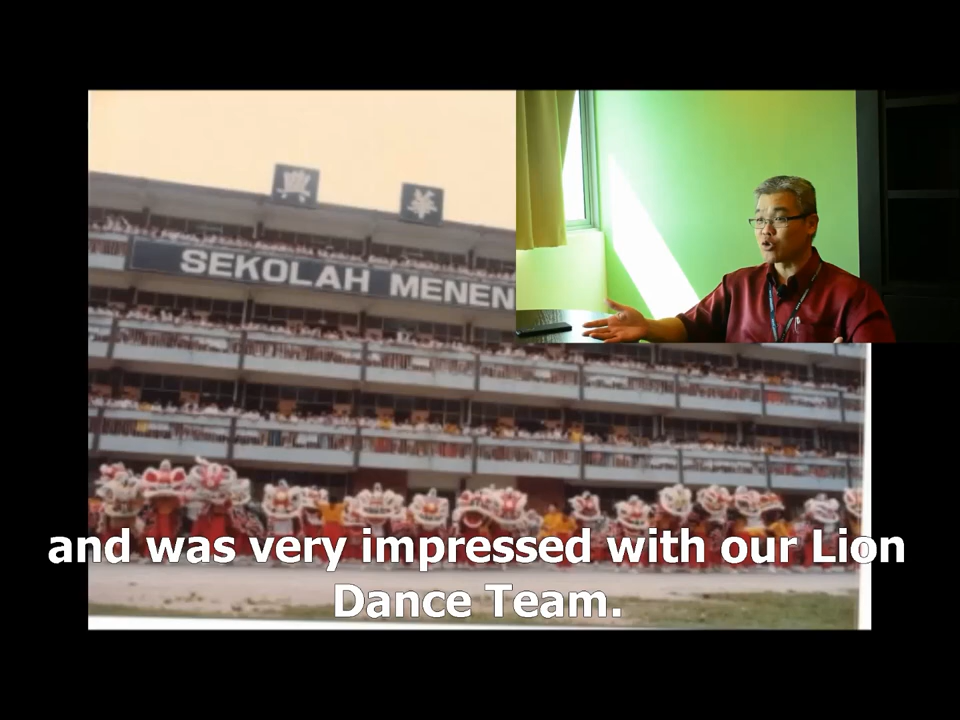 SEKOLAH MENEN
and was very impressed with our Lion
Dance Team.